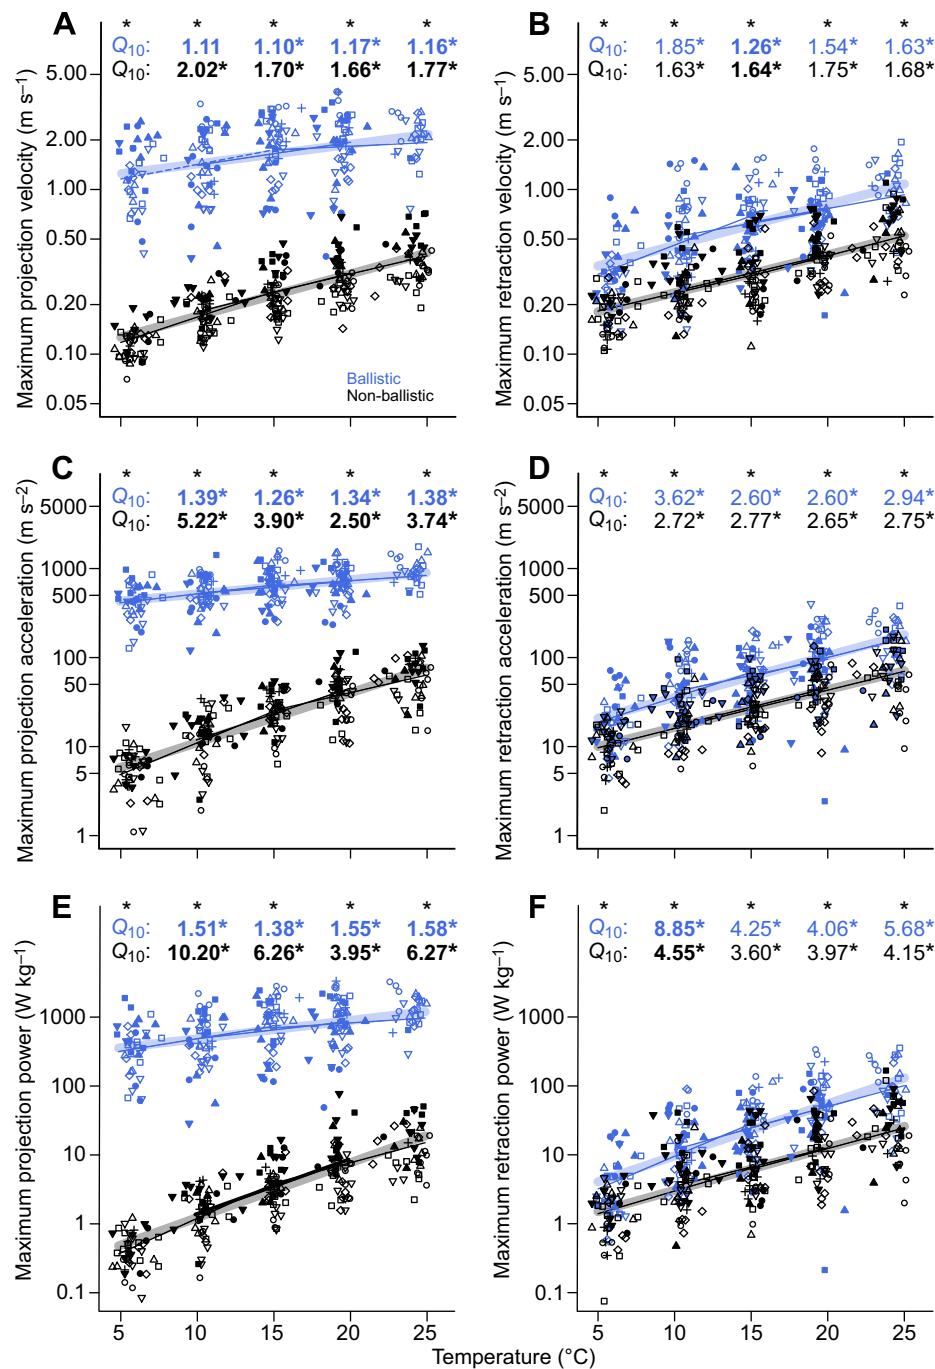 A
* * * * *
Q10: 1.11 1.10* 1.17* 1.16*
Q10: 2.02* 1.70* 1.66* 1.77*
Maximum projection velocity (m s–1)
5.00
2.00
1.00
0.50
0.20
0.10
0.05
Ballistic
Non-ballistic
B
* * * * *
Q10: 1.85* 1.26* 1.54* 1.63*
Q10: 1.63* 1.64* 1.75* 1.68*
Maximum retraction velocity (m s–1)
5.00
2.00
1.00
0.50
0.20
0.10
0.05
C
* * * * *
Q10: 1.39* 1.26* 1.34* 1.38*
Q10: 5.22* 3.90* 2.50* 3.74*
Maximum projection acceleration (m s–2)
5000
1000
500
100
50
10
5
1
D
* * * * *
Q10: 3.62* 2.60* 2.60* 2.94*
Q10: 2.72* 2.77* 2.65* 2.75*
Maximum retraction acceleration (m s–2)
5000
1000
500
100
50
10
5
1
E
* * * * *
Q10: 1.51* 1.38* 1.55* 1.58*
Q10: 10.20* 6.26* 3.95* 6.27*
Maximum projection power (W kg–1)
1000
100
10
1
0.1
5 10 15 20 25
F
* * * * *
Q10: 8.85* 4.25* 4.06* 5.68*
Q10: 4.55* 3.60* 3.97* 4.15*
Maximum retraction power (W kg–1)
1000
100
10
1
0.1
5 10 15 20 25
Temperature (°C)